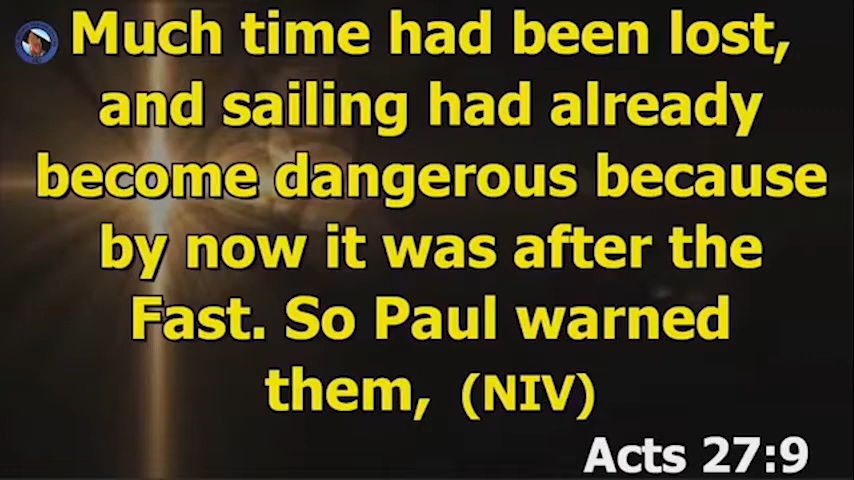 Much time had been lost,
and sailing had already
become dangerous because
by now it was after the
Fast. So Paul warned
them, (NIV)
Acts 27:9